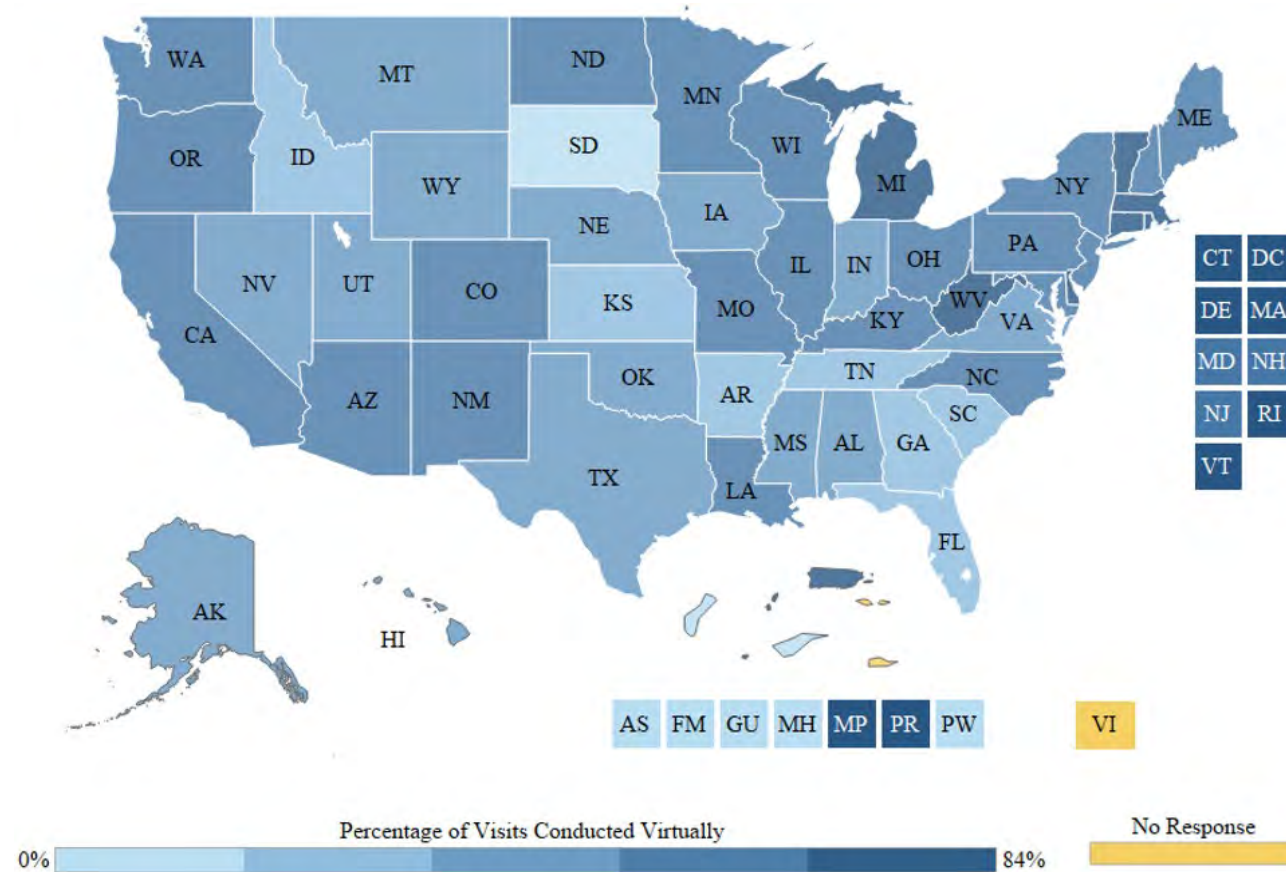 WA
MT
ND
MN
ME
OR
ID
SD
WI
WY
MI
NY
IA
NE
PA
NV
UT
IL
IN
OH
CO
KS
WV
CA
MO
KY
VA
TN
NC
OK
AZ
NM
AR
SC
MS
AL
GA
TX
LA
FL
AK
HI
CT DC
DE MA
MD NH
NJ RI
VT
AS FM GU MH MP PR PW VI
Percentage of Visits Conducted Virtually
No Response
0% 84%